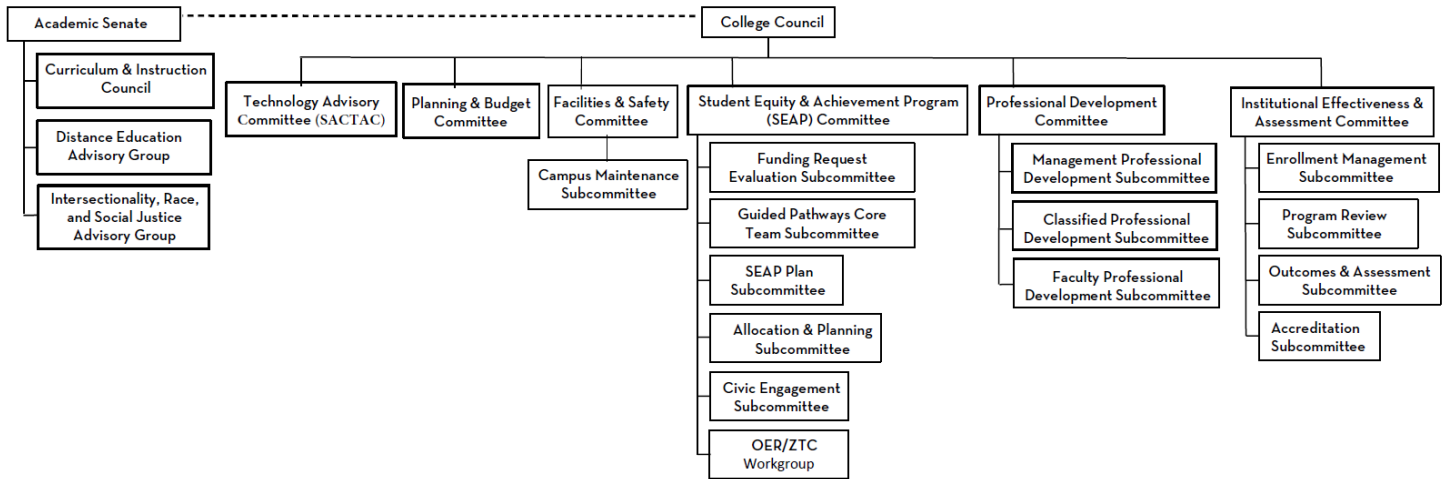 Academic Senate
College Council
Curriculum & Instruction
Council
Distance Education
Advisory Group
Intersectionality, Race,
and Social Justice
Advisory Group
Technology Advisory
Committee (SACTAC)
Planning & Budget
Committee
Facilities & Safety
Committee
Campus Maintenance
Subcommittee
Student Equity & Achievement Program
(SEAP) Committee
Funding Request
Evaluation Subcommittee
Guided Pathways Core
Team Subcommittee
SEAP Plan
Subcommittee
Allocation & Planning
Subcommittee
Civic Engagement
Subcommittee
OER/ZTC
Workgroup
Professional Development
Committee
Management Professional
Development Subcommittee
Classified Professional
Development Subcommittee
Faculty Professional
Development Subcommittee
Institutional Effectiveness &
Assessment Committee
Enrollment Management
Subcommittee
Program Review
Subcommittee
Outcomes & Assessment
Subcommittee
Accreditation
Subcommittee